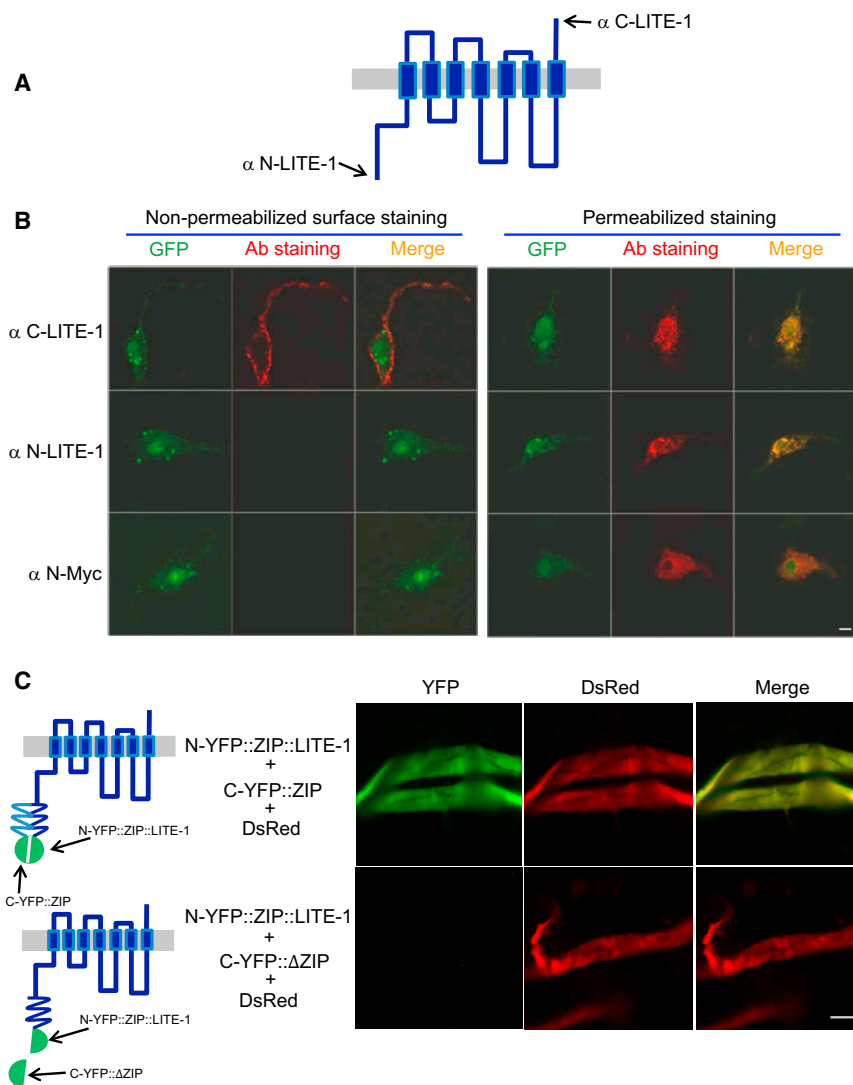 A
α C-LITE-1
α N-LITE-1
B
Non-permeabilized surface staining
Permeabilized staining
GFP
Ab staining
Merge
GFP
Ab staining
Merge
α C-LITE-1
α N-LITE-1
α N-Myc
C
YFP
DsRed
Merge
N-YFP::ZIP::LITE-1
+
C-YFP::ZIP
+
DsRed
N-YFP::ZIP::LITE-1
C-YFP::ZIP
N-YFP::ZIP::LITE-1
+
C-YFP::ΔZIP
+
DsRed
N-YFP::ZIP::LITE-1
C-YFP::ΔZIP